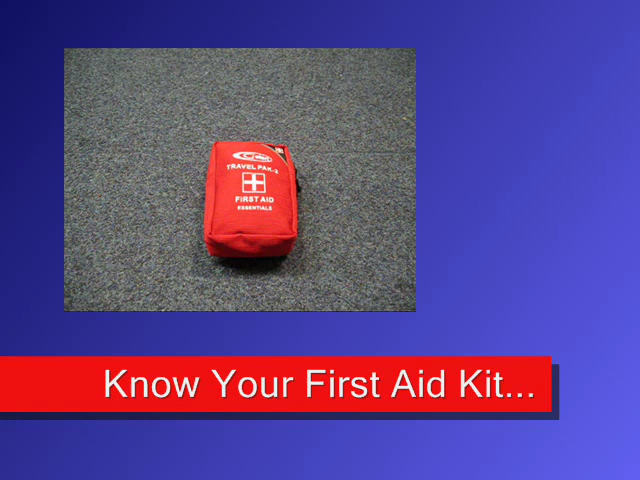 TRAVEL PAK-2
FIRST AID
ESSENTIALS
Know Your First Aid Kit...